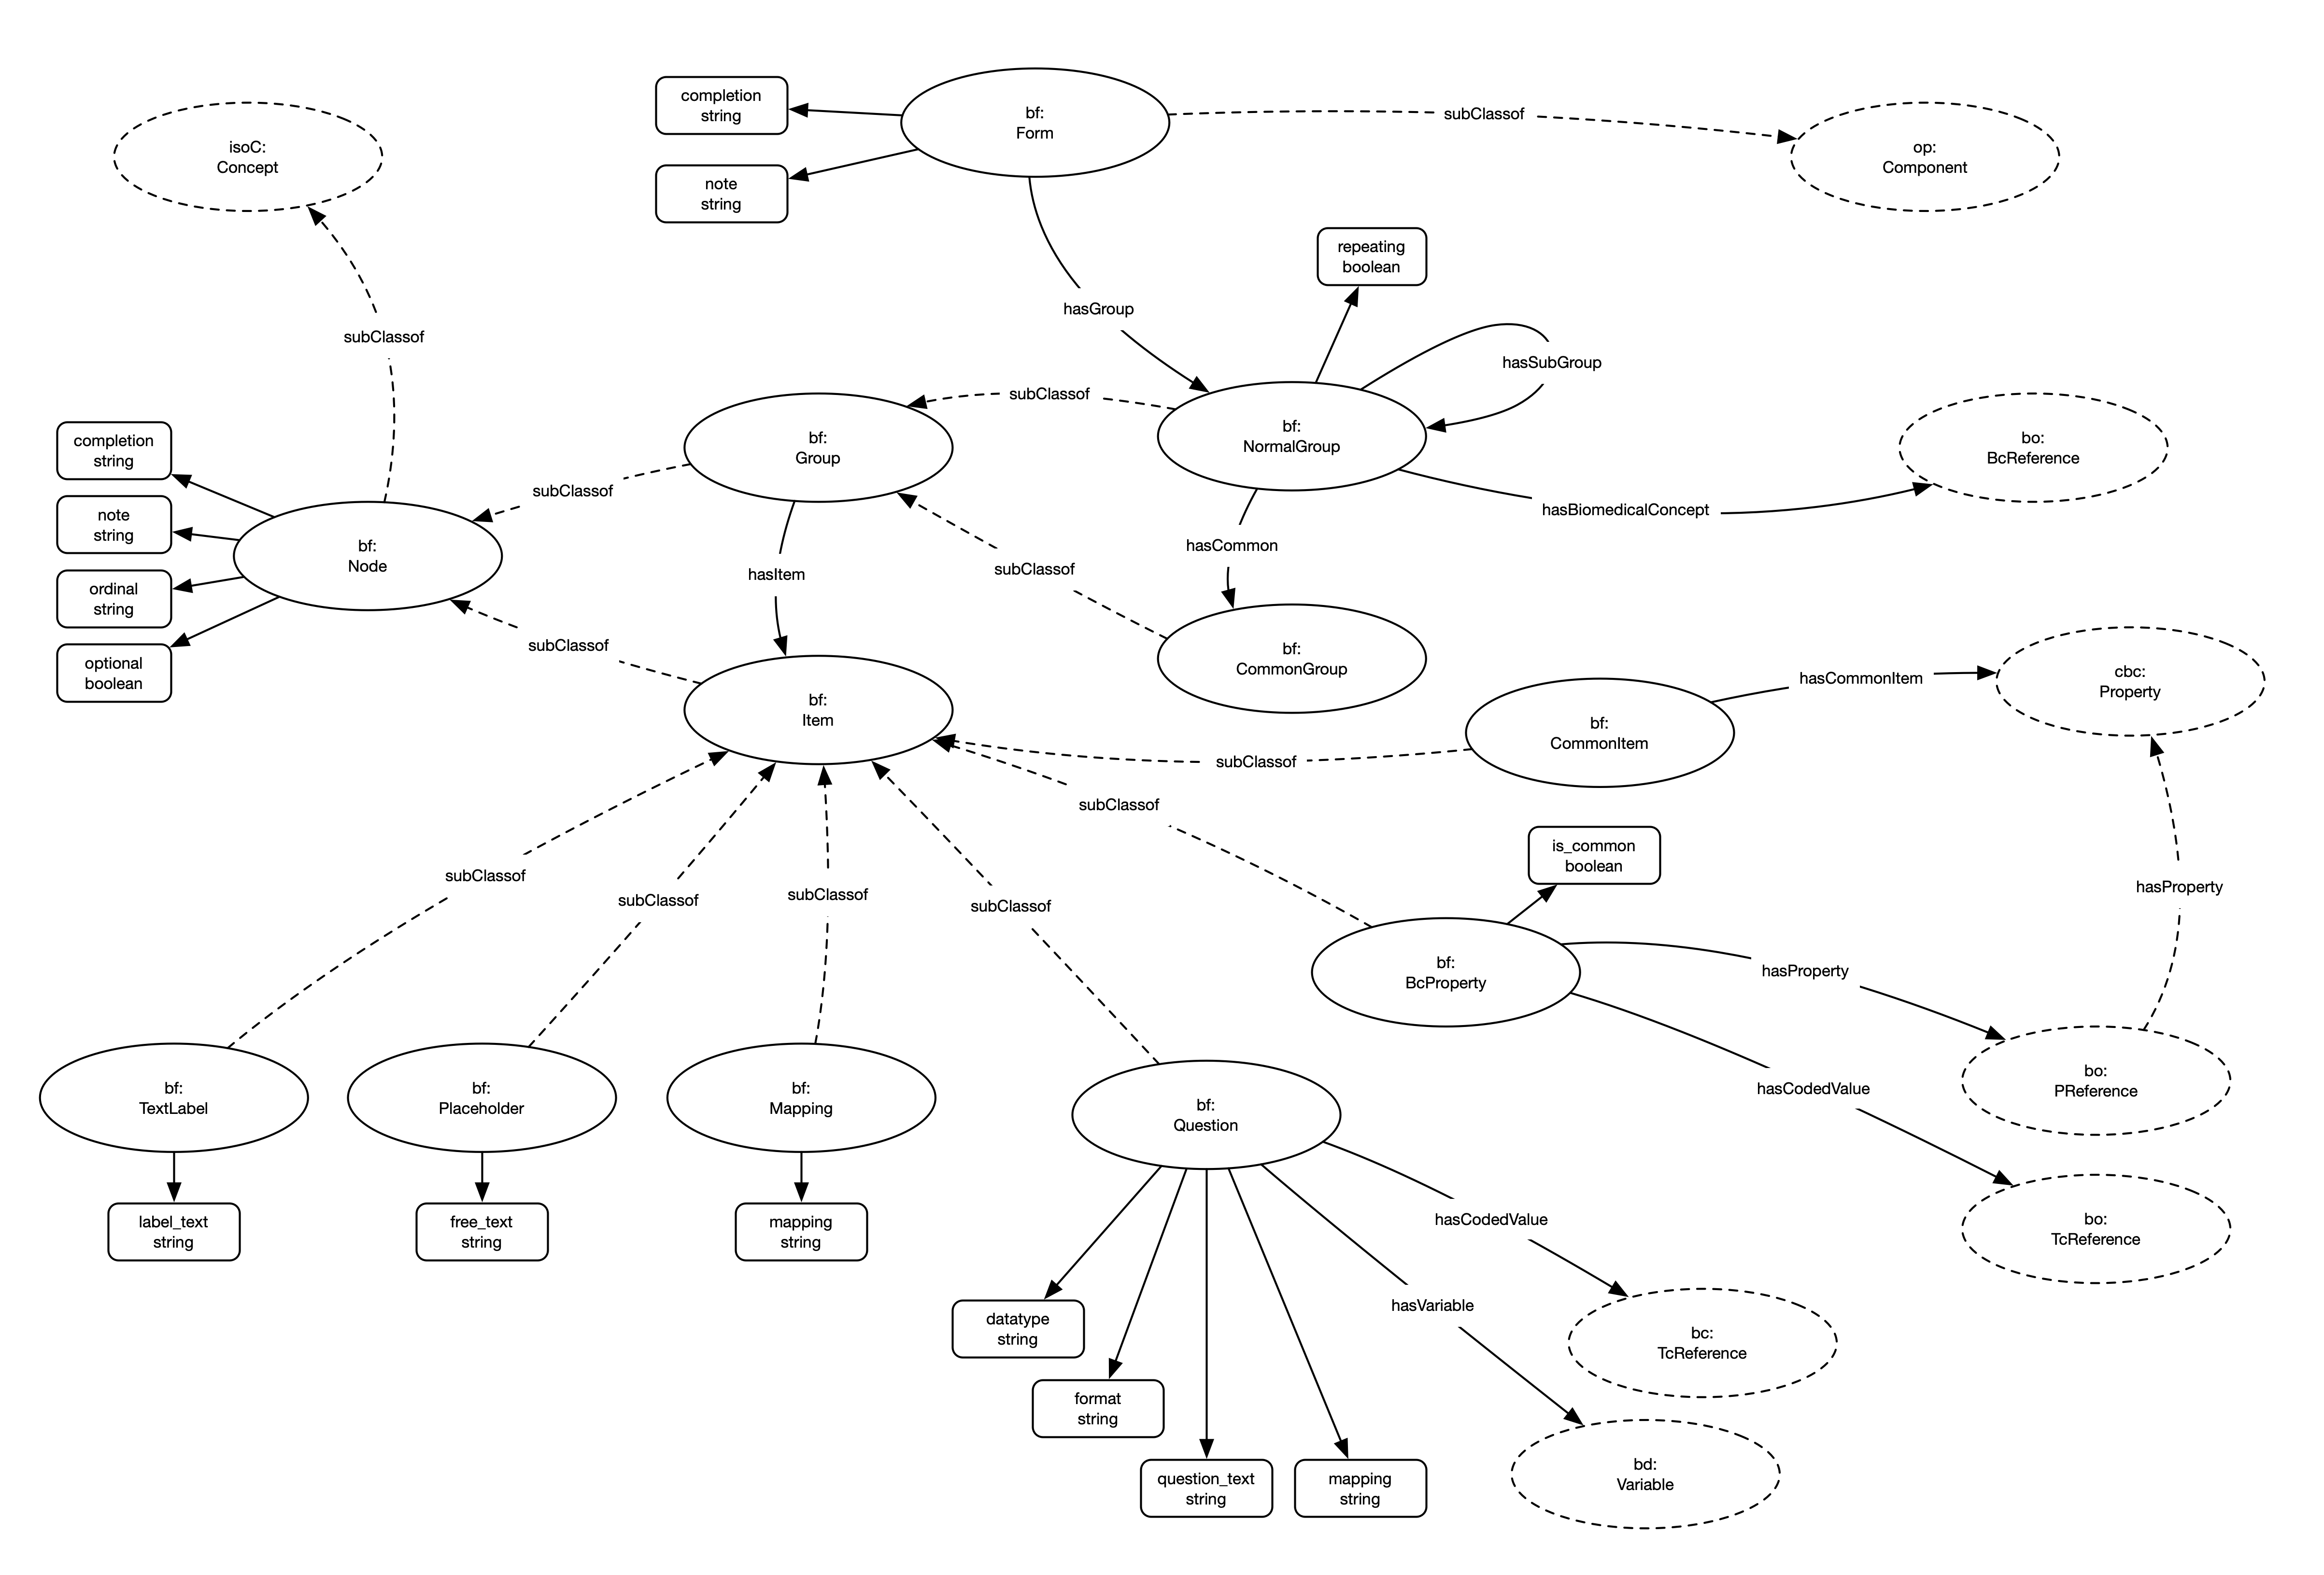 completion
string
bf:
Form
subClassof
op:
Component
isoC:
Concept
note
string
repeating
boolean
hasGroup
subClassof
hasSubGroup
subClassof
bf:
Group
bf:
NormalGroup
bo:
BcReference
completion
string
subClassof
hasBiomedicalConcept
note
string
bf:
Node
hasItem
hasCommon
subClassof
ordinal
string
optional
boolean
subClassof
bf:
CommonGroup
bf:
Item
hasCommonItem
cbc:
Property
bf:
CommonItem
subClassof
subClassof
is_common
boolean
subClassof
subClassof
subClassof
subClassof
hasProperty
bf:
BcProperty
hasProperty
bf:
TextLabel
bf:
Placeholder
bf:
Mapping
bf:
Question
hasCodedValue
bo:
PReference
label_text
string
free_text
string
mapping
string
hasCodedValue
bo:
TcReference
datatype
string
hasVariable
bc:
TcReference
format
string
question_text
string
mapping
string
bd:
Variable